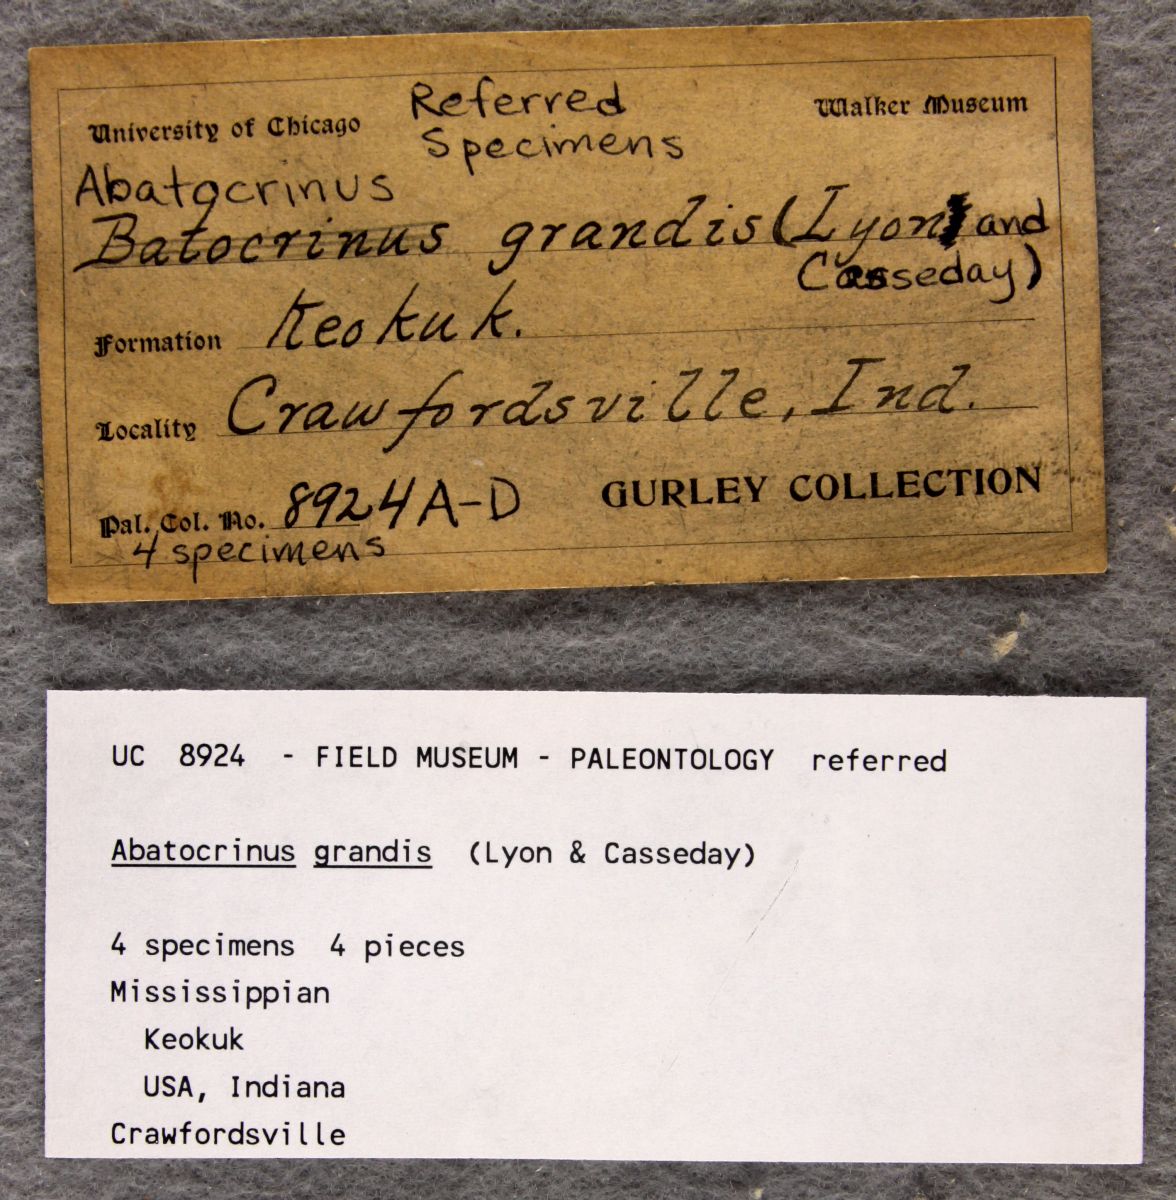 University of Chicago Referred Walker Museum
Specimens
Abatocrinus
Batocrinus grandis (Lyon and
Casseday)
Formation Keokuk.
Locality Crawfordsville, Ind.
Pal. Col. No. 8924 A-D GURLEY COLLECTION
4 specimens
UC 8924 - FIELD MUSEUM - PALEONTOLOGY referred
Abatocrinus grandis (Lyon & Casseday)
4 specimens 4 pieces
Mississippian
Keokuk
USA, Indiana
Crawfordsville